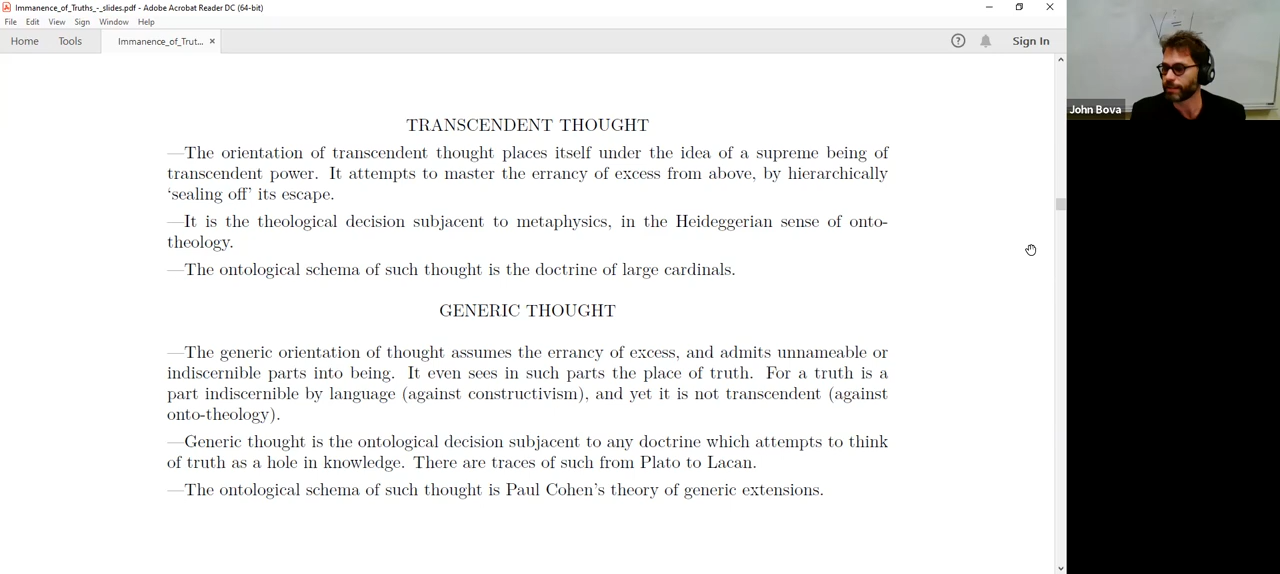 Immanence_of_Truths_-_slides.pdf - Adobe Acrobat Reader DC (64-bit)
File Edit View Sign Window Help
Home Tools Immanence_of_Trut... × Sign In
John Bova
TRANSCENDENT THOUGHT
—The orientation of transcendent thought places itself under the idea of a supreme being of
transcendent power. It attempts to master the errancy of excess from above, by hierarchically
‘sealing off’ its escape.
—It is the theological decision subjacent to metaphysics, in the Heideggerian sense of onto-
theology.
—The ontological schema of such thought is the doctrine of large cardinals.
GENERIC THOUGHT
—The generic orientation of thought assumes the errancy of excess, and admits unnameable or
indiscernible parts into being. It even sees in such parts the place of truth. For a truth is a
part indiscernible by language (against constructivism), and yet it is not transcendent (against
onto-theology).
—Generic thought is the ontological decision subjacent to any doctrine which attempts to think
of truth as a hole in knowledge. There are traces of such from Plato to Lacan.
—The ontological schema of such thought is Paul Cohen’s theory of generic extensions.